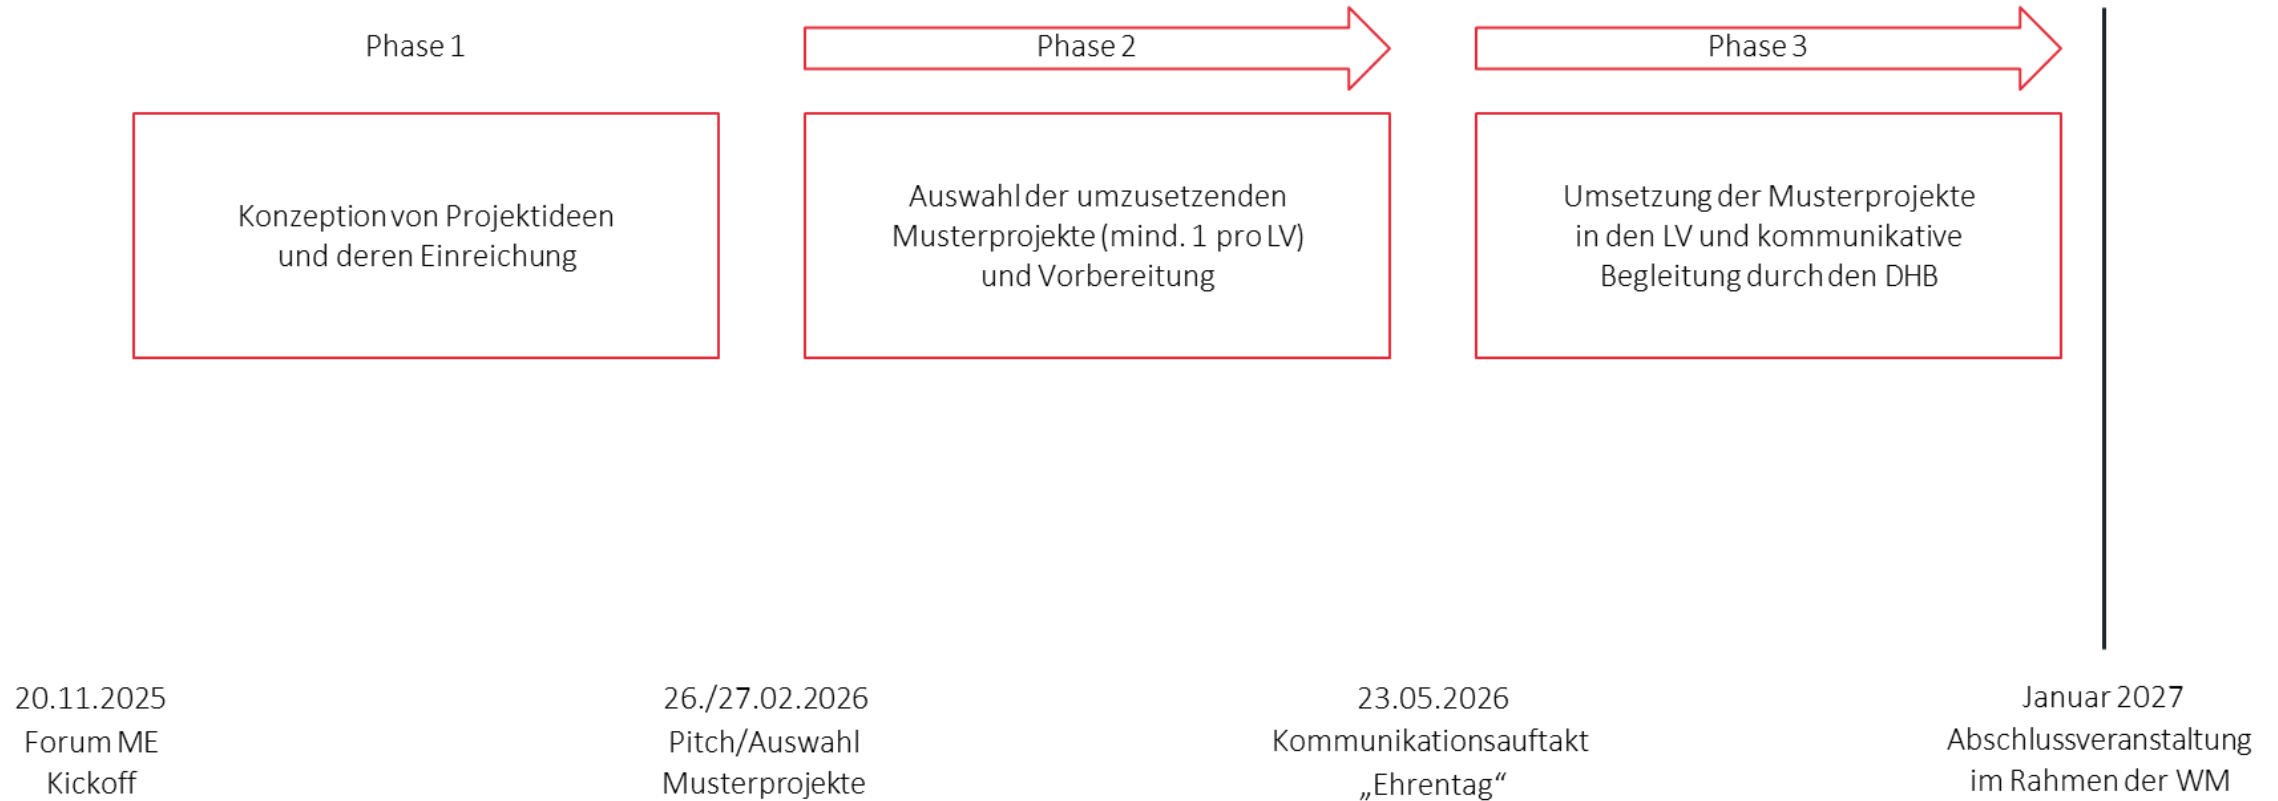 Phase 1
Phase 2
Phase 3
Konzeption von Projektideen
und deren Einreichung
Auswahl der umzusetzenden
Musterprojekte (mind. 1 pro LV)
und Vorbereitung
Umsetzung der Musterprojekte
in den LV und kommunikative
Begleitung durch den DHB
20.11.2025
Forum ME
Kickoff
26./27.02.2026
Pitch/Auswahl
Musterprojekte
23.05.2026
Kommunikationsauftakt
„Ehrentag“
Januar 2027
Abschlussveranstaltung
im Rahmen der WM